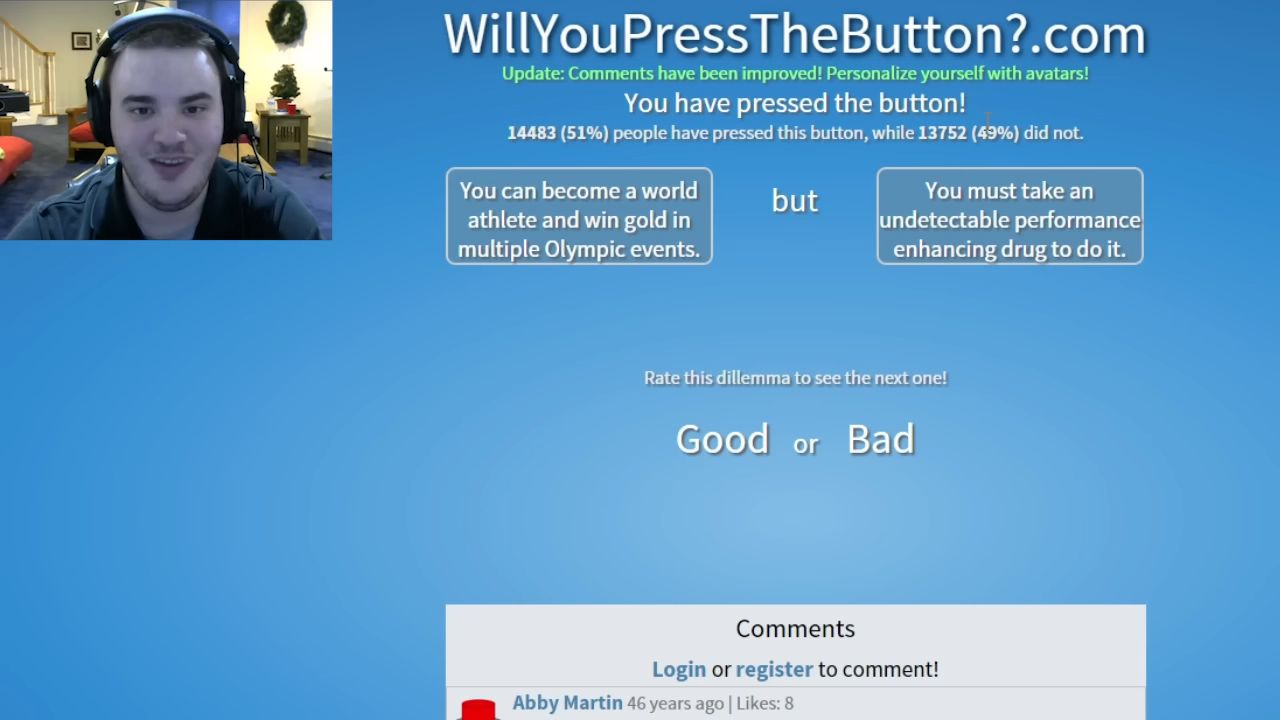 WillYouPressTheButton?.com
Update: Comments have been improved! Personalize yourself with avatars!
You have pressed the button!
14483 (51%) people have pressed this button, while 13752 (49%) did not.
You can become a world
athlete and win gold in
multiple Olympic events.
but
You must take an
undetectable performance
enhancing drug to do it.
Rate this dillemma to see the next one!
Good or Bad
Comments
Login or register to comment!
Abby Martin 46 years ago | Likes: 8